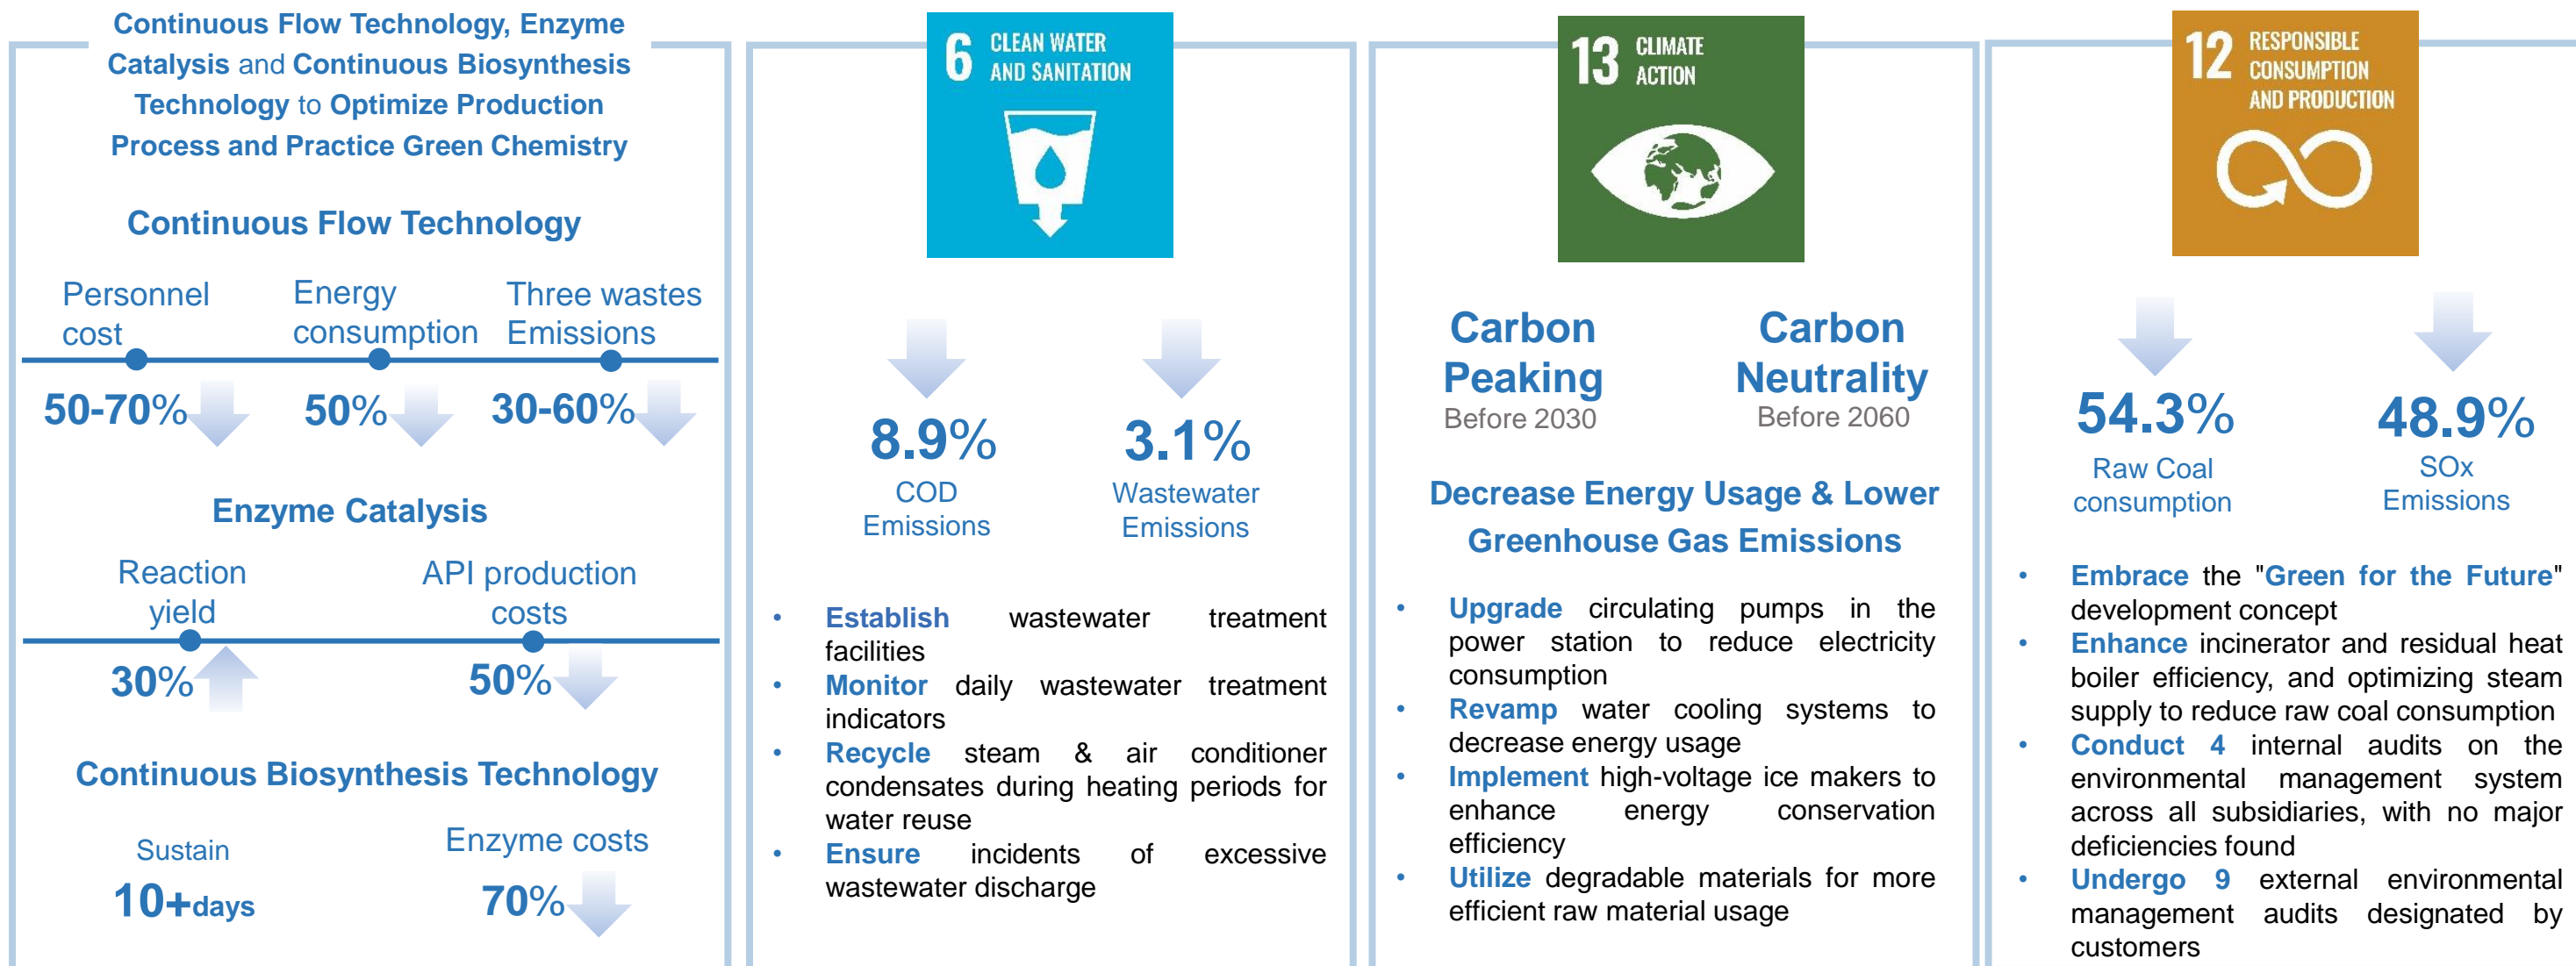 Continuous Flow Technology, Enzyme
Catalysis and Continuous Biosynthesis
Technology to Optimize Production
Process and Practice Green Chemistry
Continuous Flow Technology
Personnel
cost
Energy
consumption
Three wastes
Emissions
50-70%
50%
30-60%
Enzyme Catalysis
Reaction
yield
API production
costs
30%
50%
Continuous Biosynthesis Technology
Sustain
10+days
Enzyme costs
70%
6 CLEAN WATER
AND SANITATION
8.9%
COD
Emissions
3.1%
Wastewater
Emissions
• Establish wastewater treatment
facilities
• Monitor daily wastewater treatment
indicators
• Recycle steam & air conditioner
condensates during heating periods for
water reuse
• Ensure incidents of excessive
wastewater discharge
13 CLIMATE
ACTION
Carbon
Peaking
Before 2030
Carbon
Neutrality
Before 2060
Decrease Energy Usage & Lower
Greenhouse Gas Emissions
• Upgrade circulating pumps in the
power station to reduce electricity
consumption
• Revamp water cooling systems to
decrease energy usage
• Implement high-voltage ice makers to
enhance energy conservation
efficiency
• Utilize degradable materials for more
efficient raw material usage
12 RESPONSIBLE
CONSUMPTION
AND PRODUCTION
54.3%
Raw Coal
consumption
48.9%
SOx
Emissions
• Embrace the "Green for the Future"
development concept
• Enhance incinerator and residual heat
boiler efficiency, and optimizing steam
supply to reduce raw coal consumption
• Conduct 4 internal audits on the
environmental management system
across all subsidiaries, with no major
deficiencies found
• Undergo 9 external environmental
management audits designated by
customers